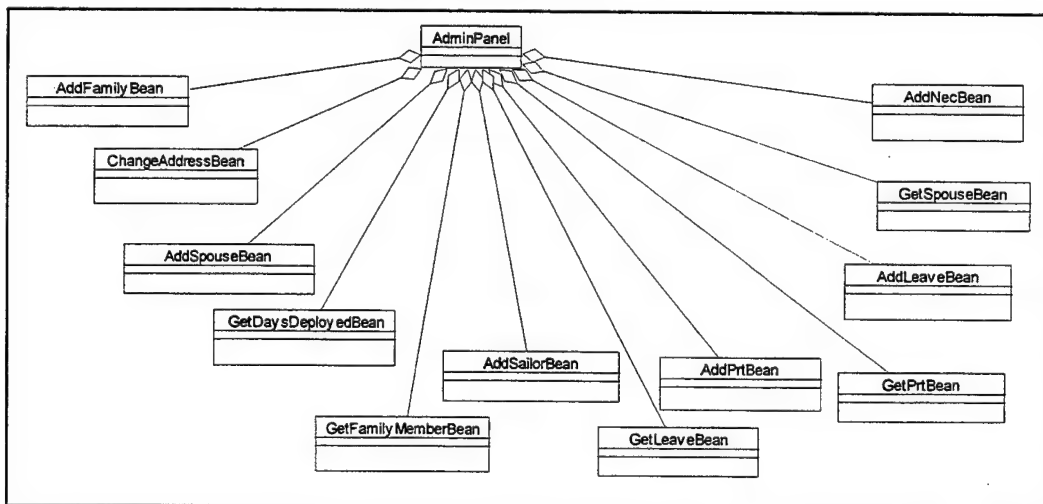 AdminPanel
AddFamilyBean
AddNecBean
ChangeAddressBean
GetSpouseBean
AddSpouseBean
AddLeaveBean
GetDaysDeployedBean
AddSailorBean
AddPrtBean
GetPrtBean
GetFamilyMemberBean
GetLeaveBean